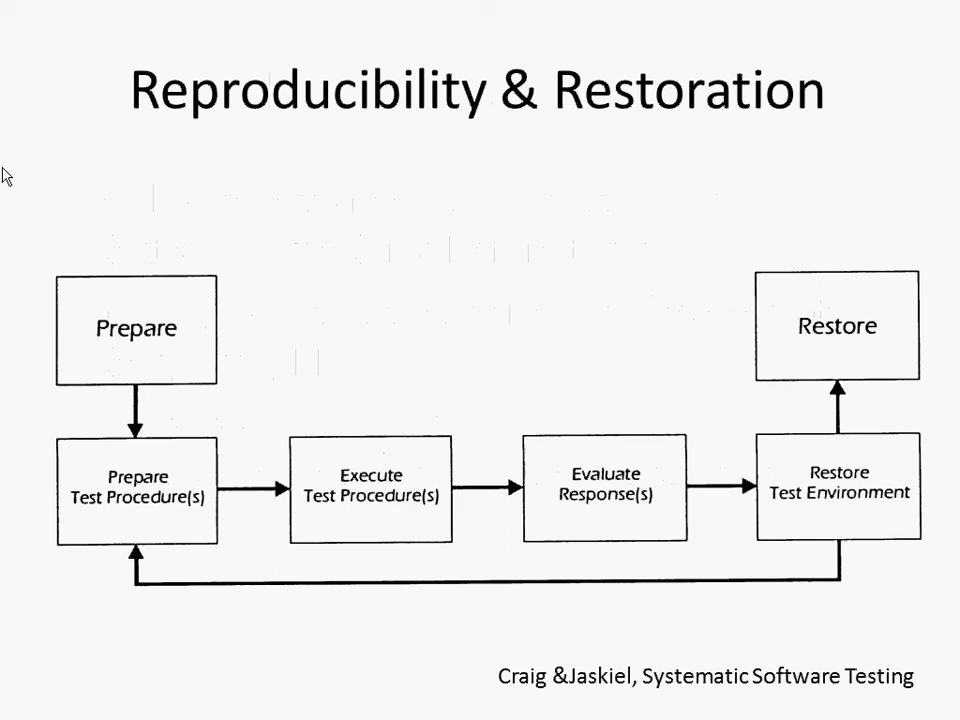 Reproducibility & Restoration
Prepare
Restore
Prepare
Test Procedure(s)
Execute
Test Procedure(s)
Evaluate
Response(s)
Restore
Test Environment
Craig &Jaskiel, Systematic Software Testing